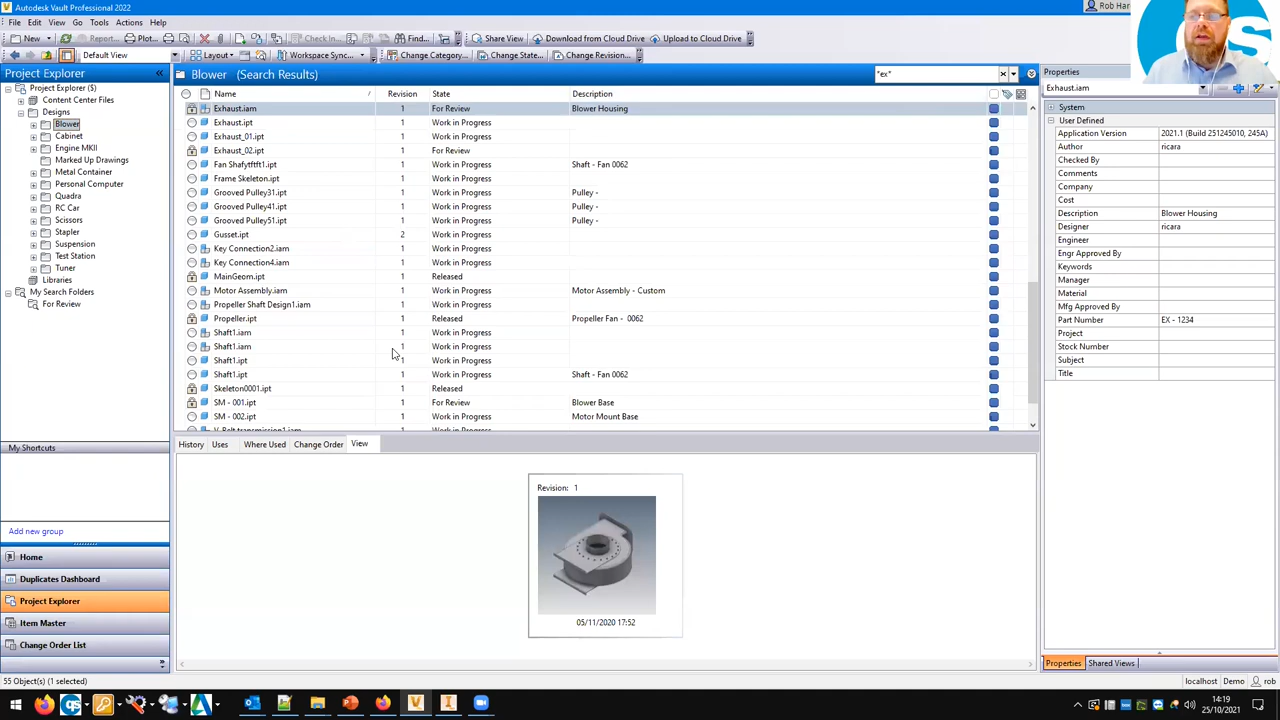 Autodesk Vault Professional 2022
Rob Har
File Edit View Go Tools Actions Help
New Report... Plot... Check In... Find... Share View Download from Cloud Drive Upload to Cloud Drive
Default View Layout Workspace Sync... Change Category... Change State... Change Revision...
Project Explorer «
Project Explorer ($)
Content Center Files
Designs
Blower
Cabinet
Engine MKII
Marked Up Drawings
Metal Container
Personal Computer
Quadra
RC Car
Scissors
Stapler
Suspension
Test Station
Tuner
Libraries
My Search Folders
For Review
My Shortcuts
Add new group
Home
Duplicates Dashboard
Project Explorer
Item Master
Change Order List
Blower (Search Results) *ex*
Name Revision State Description
Exhaust.iam 1 For Review Blower Housing
Exhaust.ipt 1 Work in Progress
Exhaust_01.ipt 1 Work in Progress
Exhaust_02.ipt 1 For Review
Fan Shafytftft1.ipt 1 Work in Progress Shaft - Fan 0062
Frame Skeleton.ipt 1 Work in Progress
Grooved Pulley31.ipt 1 Work in Progress Pulley -
Grooved Pulley41.ipt 1 Work in Progress Pulley -
Grooved Pulley51.ipt 1 Work in Progress Pulley -
Gusset.ipt 2 Work in Progress
Key Connection2.iam 1 Work in Progress
Key Connection4.iam 1 Work in Progress
MainGeom.ipt 1 Released
Motor Assembly.iam 1 Work in Progress Motor Assembly - Custom
Propeller Shaft Design1.iam 1 Work in Progress
Propeller.ipt 1 Released Propeller Fan - 0062
Shaft1.iam 1 Work in Progress
Shaft1.iam 1 Work in Progress
Shaft1.ipt 1 Work in Progress
Shaft1.ipt 1 Work in Progress Shaft - Fan 0062
Skeleton0001.ipt 1 Released
SM - 001.ipt 1 For Review Blower Base
SM - 002.ipt 1 Work in Progress Motor Mount Base
V-Belt transmission1.iam 1 Work in Progress
History Uses Where Used Change Order View
Revision: 1
05/11/2020 17:52
Properties
Exhaust.iam
System
User Defined
Application Version 2021.1 (Build 251245010, 245A)
Author ricara
Checked By
Comments
Company
Cost
Description Blower Housing
Designer ricara
Engineer
Engr Approved By
Keywords
Manager
Material
Mfg Approved By
Part Number EX - 1234
Project
Stock Number
Subject
Title
Properties Shared Views
55 Object(s) (1 selected)
localhost Demo rob
14:19
25/10/2021